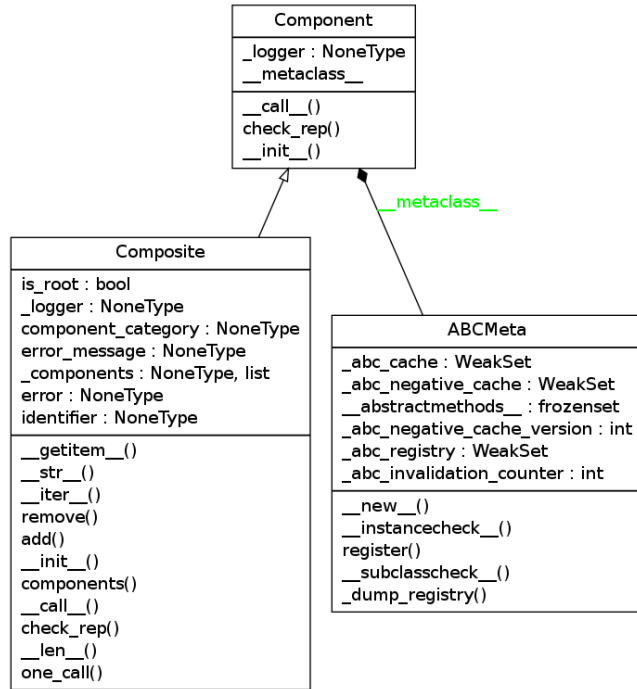 Component
_logger : NoneType
__metaclass__
__call__()
check_rep()
__init__()
__metaclass__
Composite
is_root : bool
_logger : NoneType
component_category : NoneType
error_message : NoneType
_components : NoneType, list
error : NoneType
identifier : NoneType
__getitem__()
__str__()
__iter__()
remove()
add()
__init__()
components()
__call__()
check_rep()
__len__()
one_call()
ABCMeta
_abc_cache : WeakSet
_abc_negative_cache : WeakSet
__abstractmethods__ : frozenset
_abc_negative_cache_version : int
_abc_registry : WeakSet
_abc_invalidation_counter : int
__new__()
__instancecheck__()
register()
__subclasscheck__()
_dump_registry()